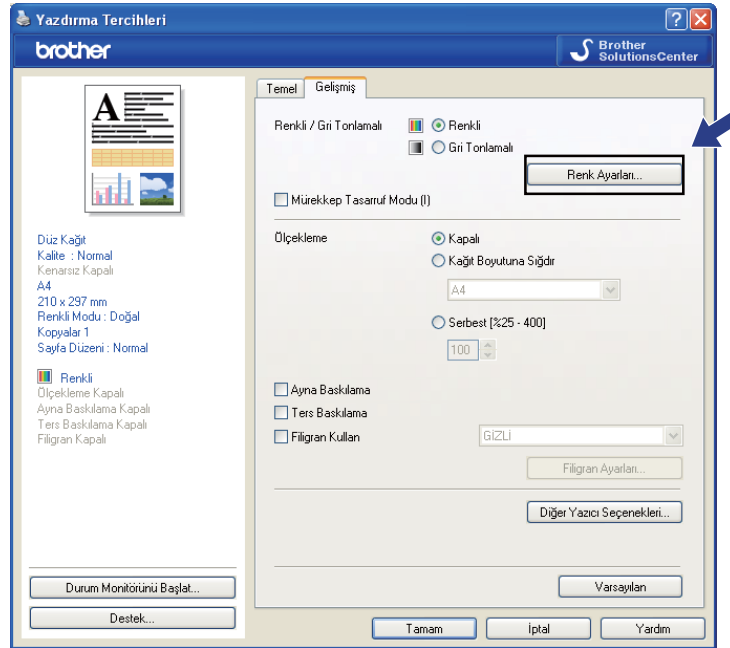 Yazdırma Tercihleri
brother
Brother
SolutionsCenter
A
Düz Kağıt
Kalite : Normal
Kenarsız Kapalı
A4
210 x 297 mm
Renkli Modu : Doğal
Kopyalar 1
Sayfa Düzeni : Normal
Renkli
Ölçekleme Kapalı
Ayna Baskılama Kapalı
Ters Baskılama Kapalı
Filigran Kapalı
Durum Monitörünü Başlat...
Destek...
Temel Gelişmiş
Renkli / Gri Tonlamalı Renkli
Gri Tonlamalı
Renk Ayarları...
Mürekkep Tasarruf Modu (I)
Ölçekleme Kapalı
Kağıt Boyutuna Sığdır
A4
Serbest [%25 - 400]
100
Ayna Baskılama
Ters Baskılama
Filigran Kullan GİZLİ
Filigran Ayarları...
Diğer Yazıcı Seçenekleri...
Varsayılan
Tamam İptal Yardım